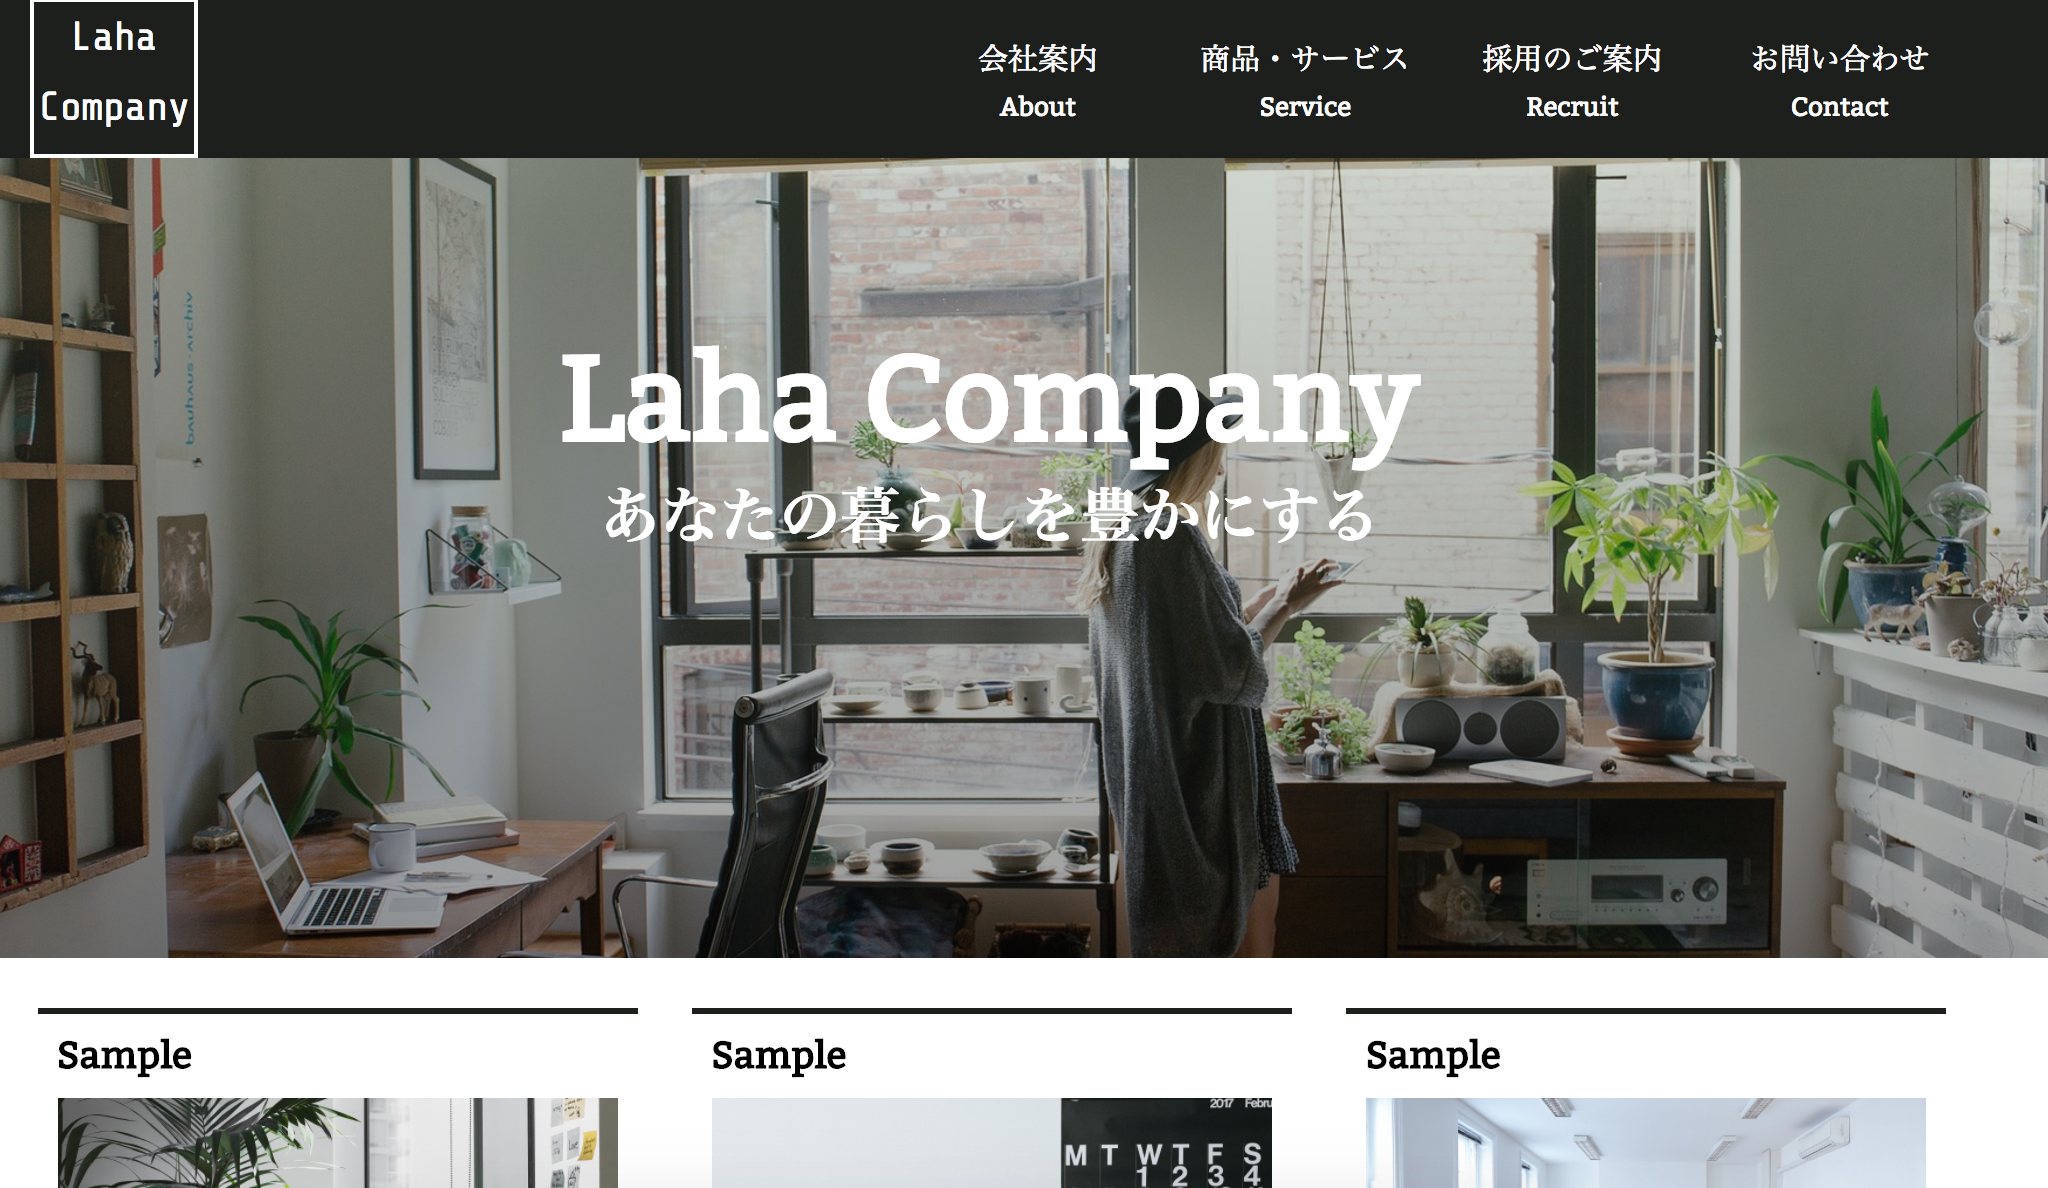 Laha
Company
会社案内
About
商品・サービス
Service
採用のご案内
Recruit
お問い合わせ
Contact
bauhaus-archiv
Laha Company
あなたの暮らしを豊かにする
Sample
Sample
Sample
2017 Febru
M T W T F S
1 2 3 4